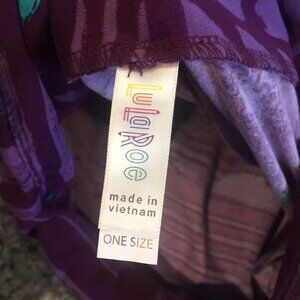 LuLaRoe
made in
vietnam
ONE SIZE